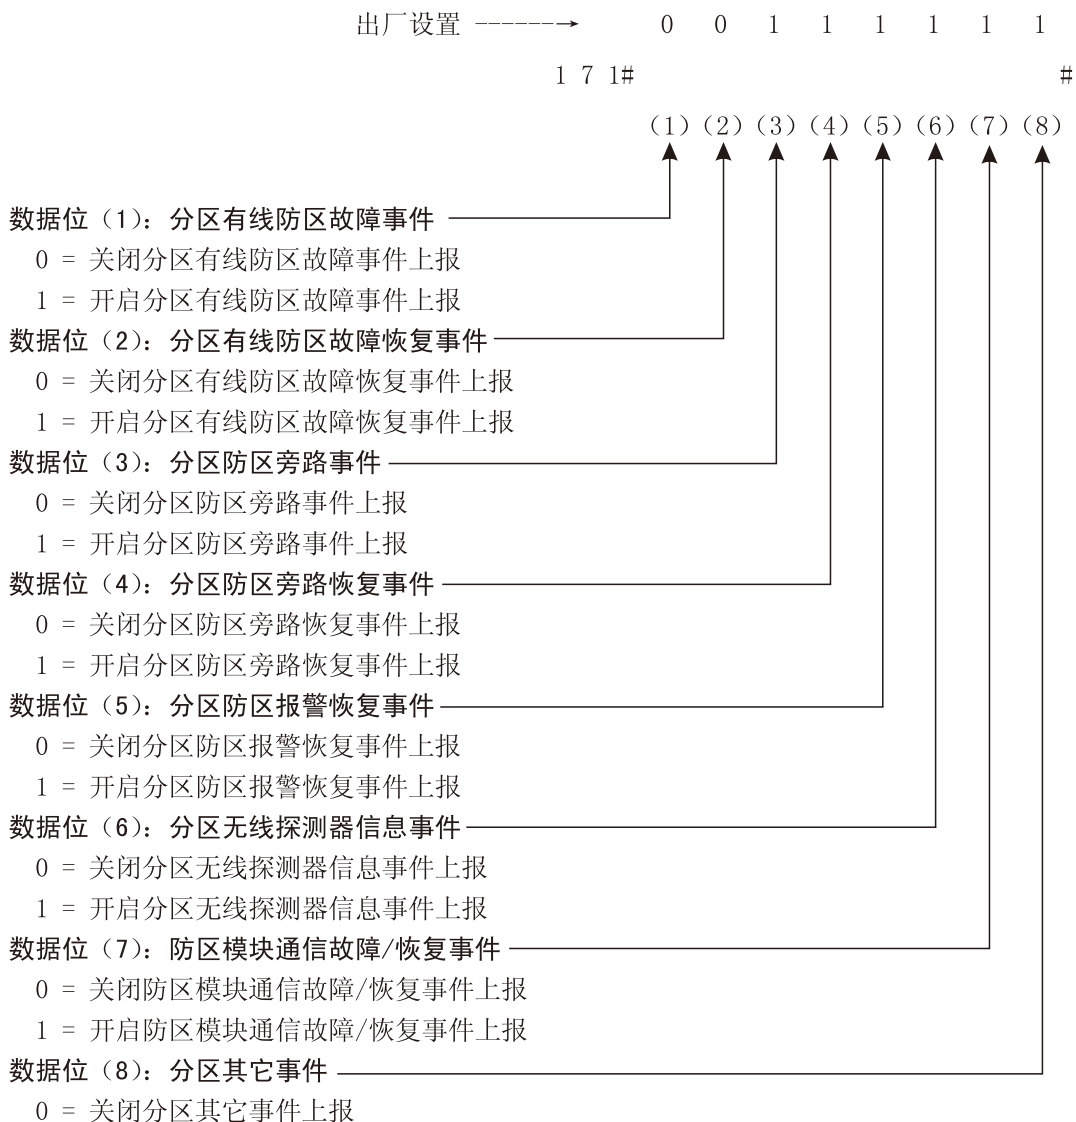 出厂设置 ------→ 0 0 1 1 1 1 1 1
1 7 1# #
(1) (2) (3) (4) (5) (6) (7) (8)
数据位（1）：分区有线防区故障事件
0 = 关闭分区有线防区故障事件上报
1 = 开启分区有线防区故障事件上报
数据位（2）：分区有线防区故障恢复事件
0 = 关闭分区有线防区故障恢复事件上报
1 = 开启分区有线防区故障恢复事件上报
数据位（3）：分区防区旁路事件
0 = 关闭分区防区旁路事件上报
1 = 开启分区防区旁路事件上报
数据位（4）：分区防区旁路恢复事件
0 = 关闭分区防区旁路恢复事件上报
1 = 开启分区防区旁路恢复事件上报
数据位（5）：分区防区报警恢复事件
0 = 关闭分区防区报警恢复事件上报
1 = 开启分区防区报警恢复事件上报
数据位（6）：分区无线探测器信息事件
0 = 关闭分区无线探测器信息事件上报
1 = 开启分区无线探测器信息事件上报
数据位（7）：防区模块通信故障/恢复事件
0 = 关闭防区模块通信故障/恢复事件上报
1 = 开启防区模块通信故障/恢复事件上报
数据位（8）：分区其它事件
0 = 关闭分区其它事件上报